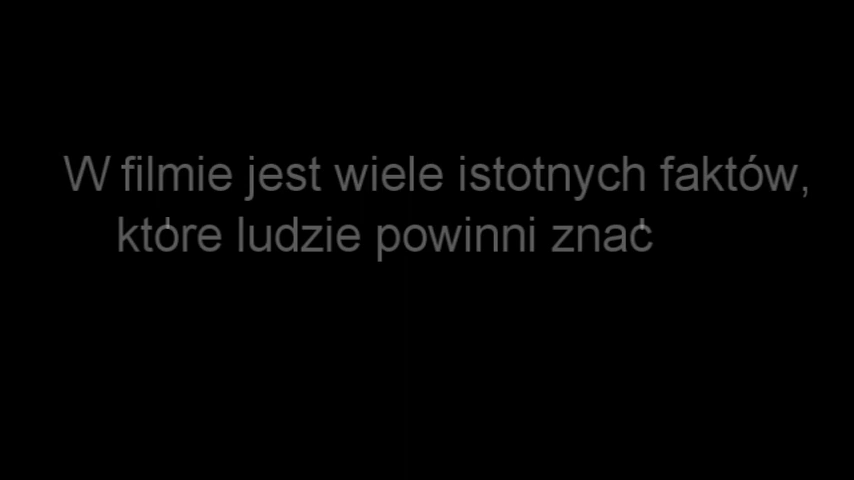 W filmie jest wiele istotnych faktów,
które ludzie powinni znać